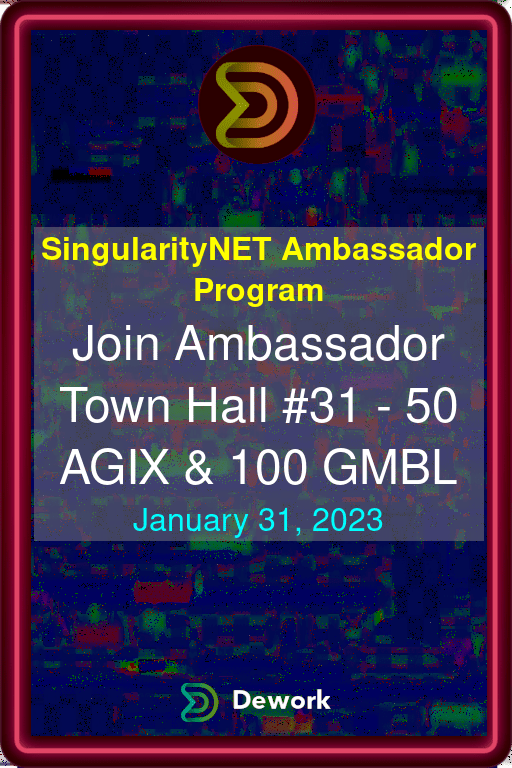 SingularityNET Ambassador
Program
Join Ambassador
Town Hall #31 - 50
AGIX & 100 GMBL
January 31, 2023
Dework